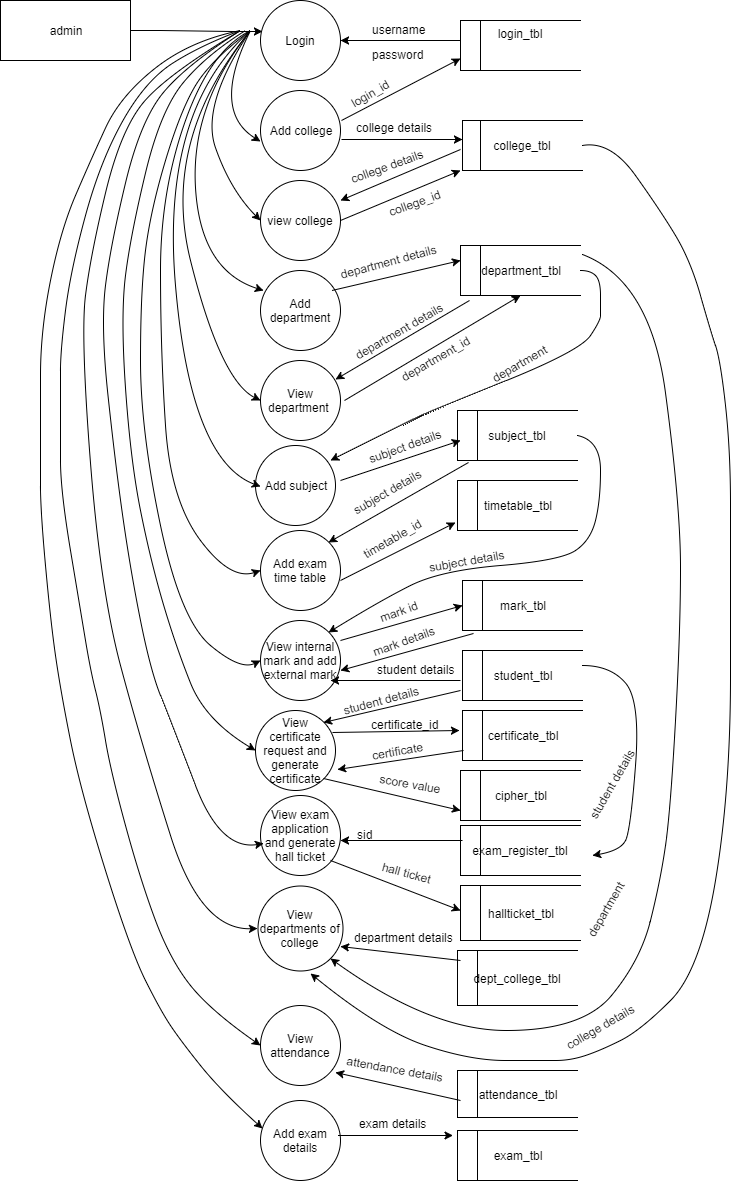 admin
Login
username
password
login_tbl
login_id
Add college
college details
college_tbl
college details
view college
college_id
department details
department_tbl
Add
department
department details
department_id
department
View
department
subject details
subject_tbl
Add subject
subject details
timetable_tbl
timetable_id
Add exam
time table
subject details
mark id
mark_tbl
View internal
mark and add
external mark
mark details
student details
student_tbl
student details
View
certificate
request and
generate
certificate
certificate_id
certificate_tbl
certificate
score value
cipher_tbl
student details
View exam
application
and generate
hall ticket
sid
exam_register_tbl
hall ticket
hallticket_tbl
department
View
departments of
college
department details
dept_college_tbl
college details
View
attendance
attendance details
attendance_tbl
Add exam
details
exam details
exam_tbl